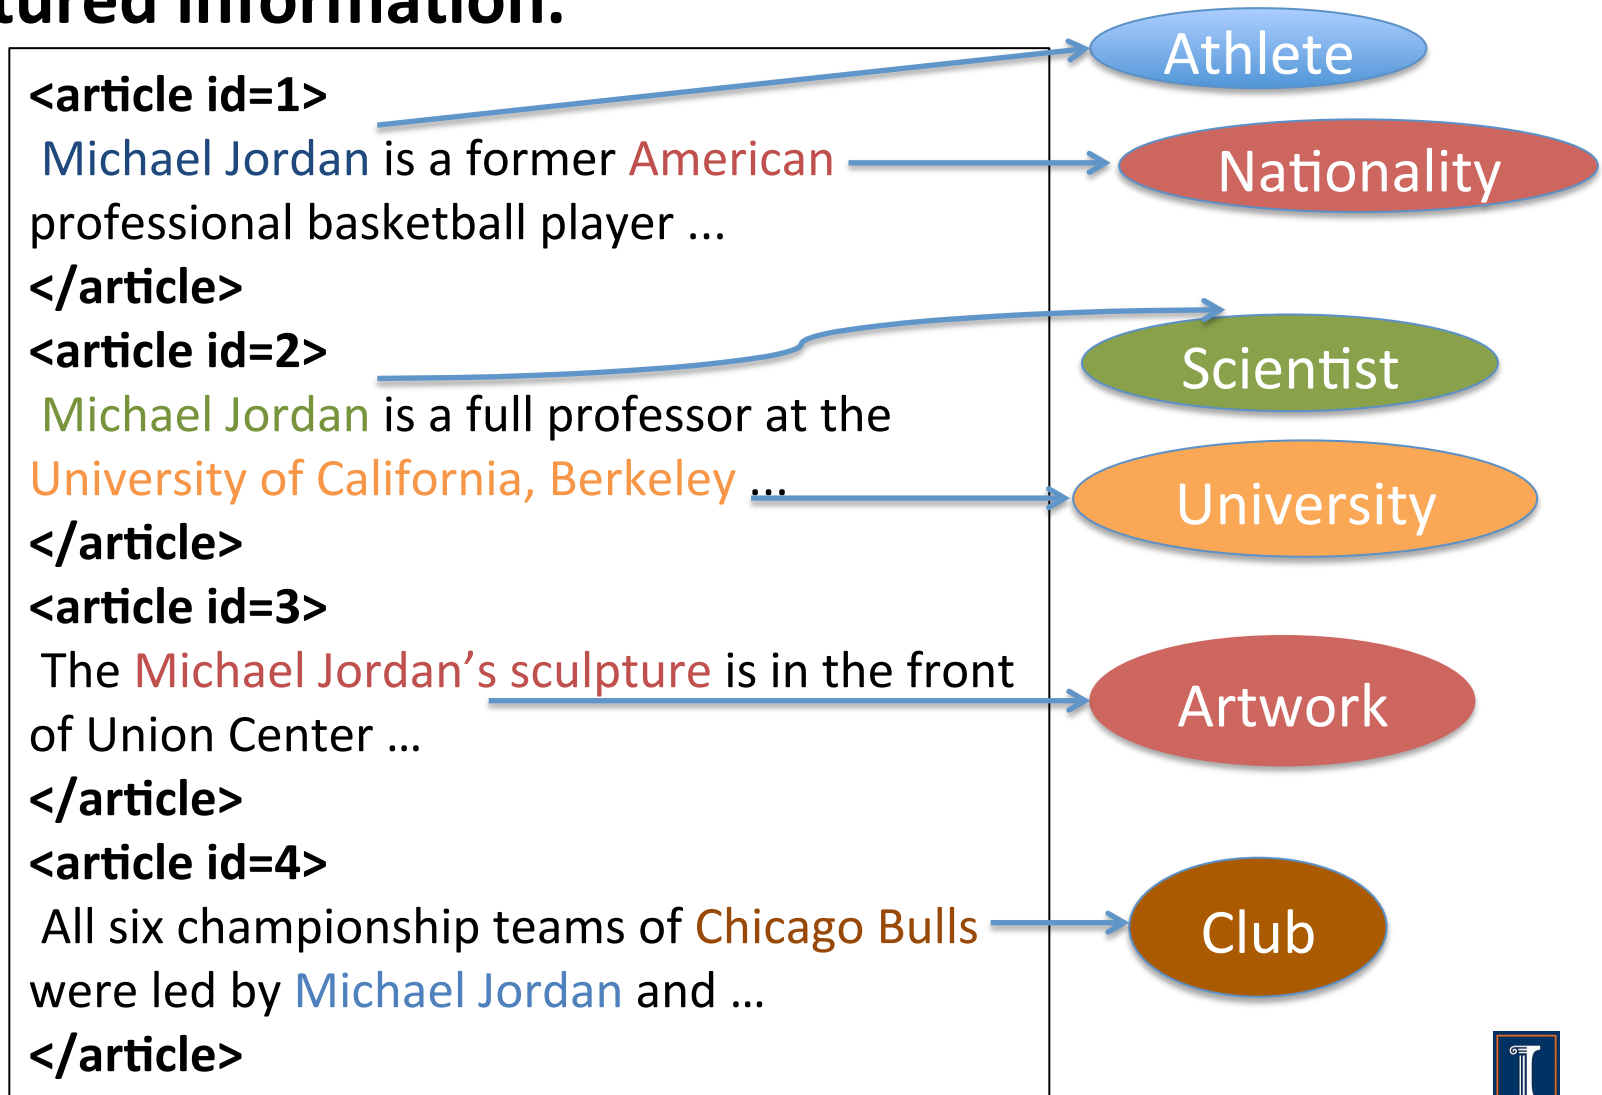 tured information.
<article id=1>
Michael Jordan is a former American
professional basketball player ...
</article>
<article id=2>
Michael Jordan is a full professor at the
University of California, Berkeley ...
</article>
<article id=3>
The Michael Jordan’s sculpture is in the front
of Union Center …
</article>
<article id=4>
All six championship teams of Chicago Bulls
were led by Michael Jordan and …
</article>
Athlete
Nationality
Scientist
University
Artwork
Club